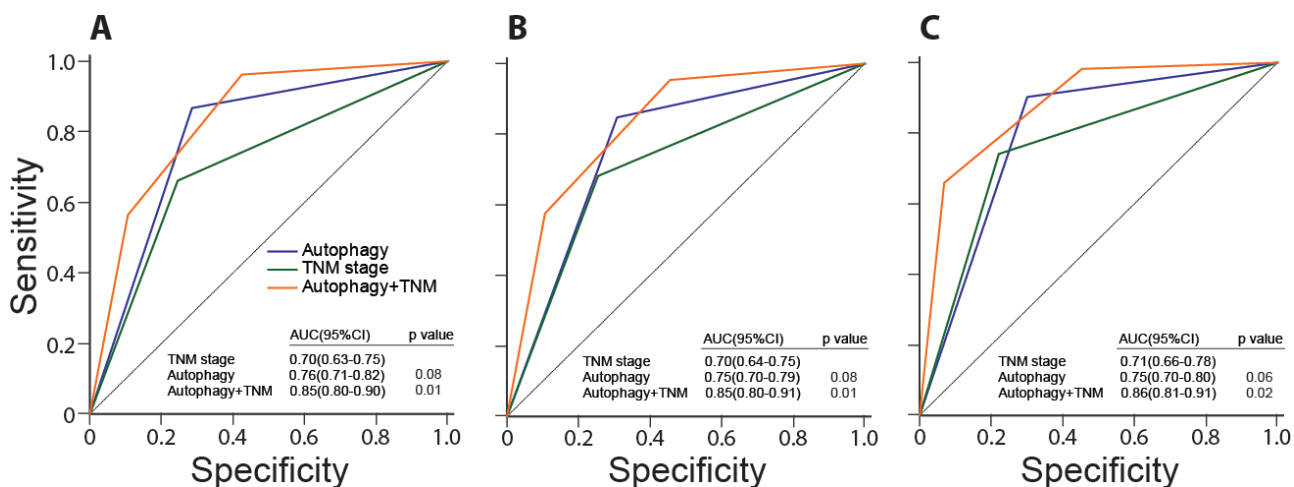 A
B
C
Sensitivity
1.0
0.8
0.6
0.4
0.2
0
Autophagy
TNM stage
Autophagy+TNM
AUC(95%CI) p value
TNM stage 0.70(0.63-0.75)
Autophagy 0.76(0.71-0.82) 0.08
Autophagy+TNM 0.85(0.80-0.90) 0.01
0 0.2 0.4 0.6 0.8 1.0
Specificity
AUC(95%CI) p value
TNM stage 0.70(0.64-0.75)
Autophagy 0.75(0.70-0.79) 0.08
Autophagy+TNM 0.85(0.80-0.91) 0.01
0 0.2 0.4 0.6 0.8 1.0
Specificity
AUC(95%CI) p value
TNM stage 0.71(0.66-0.78)
Autophagy 0.75(0.70-0.80) 0.06
Autophagy+TNM 0.86(0.81-0.91) 0.02
0 0.2 0.4 0.6 0.8 1.0
Specificity